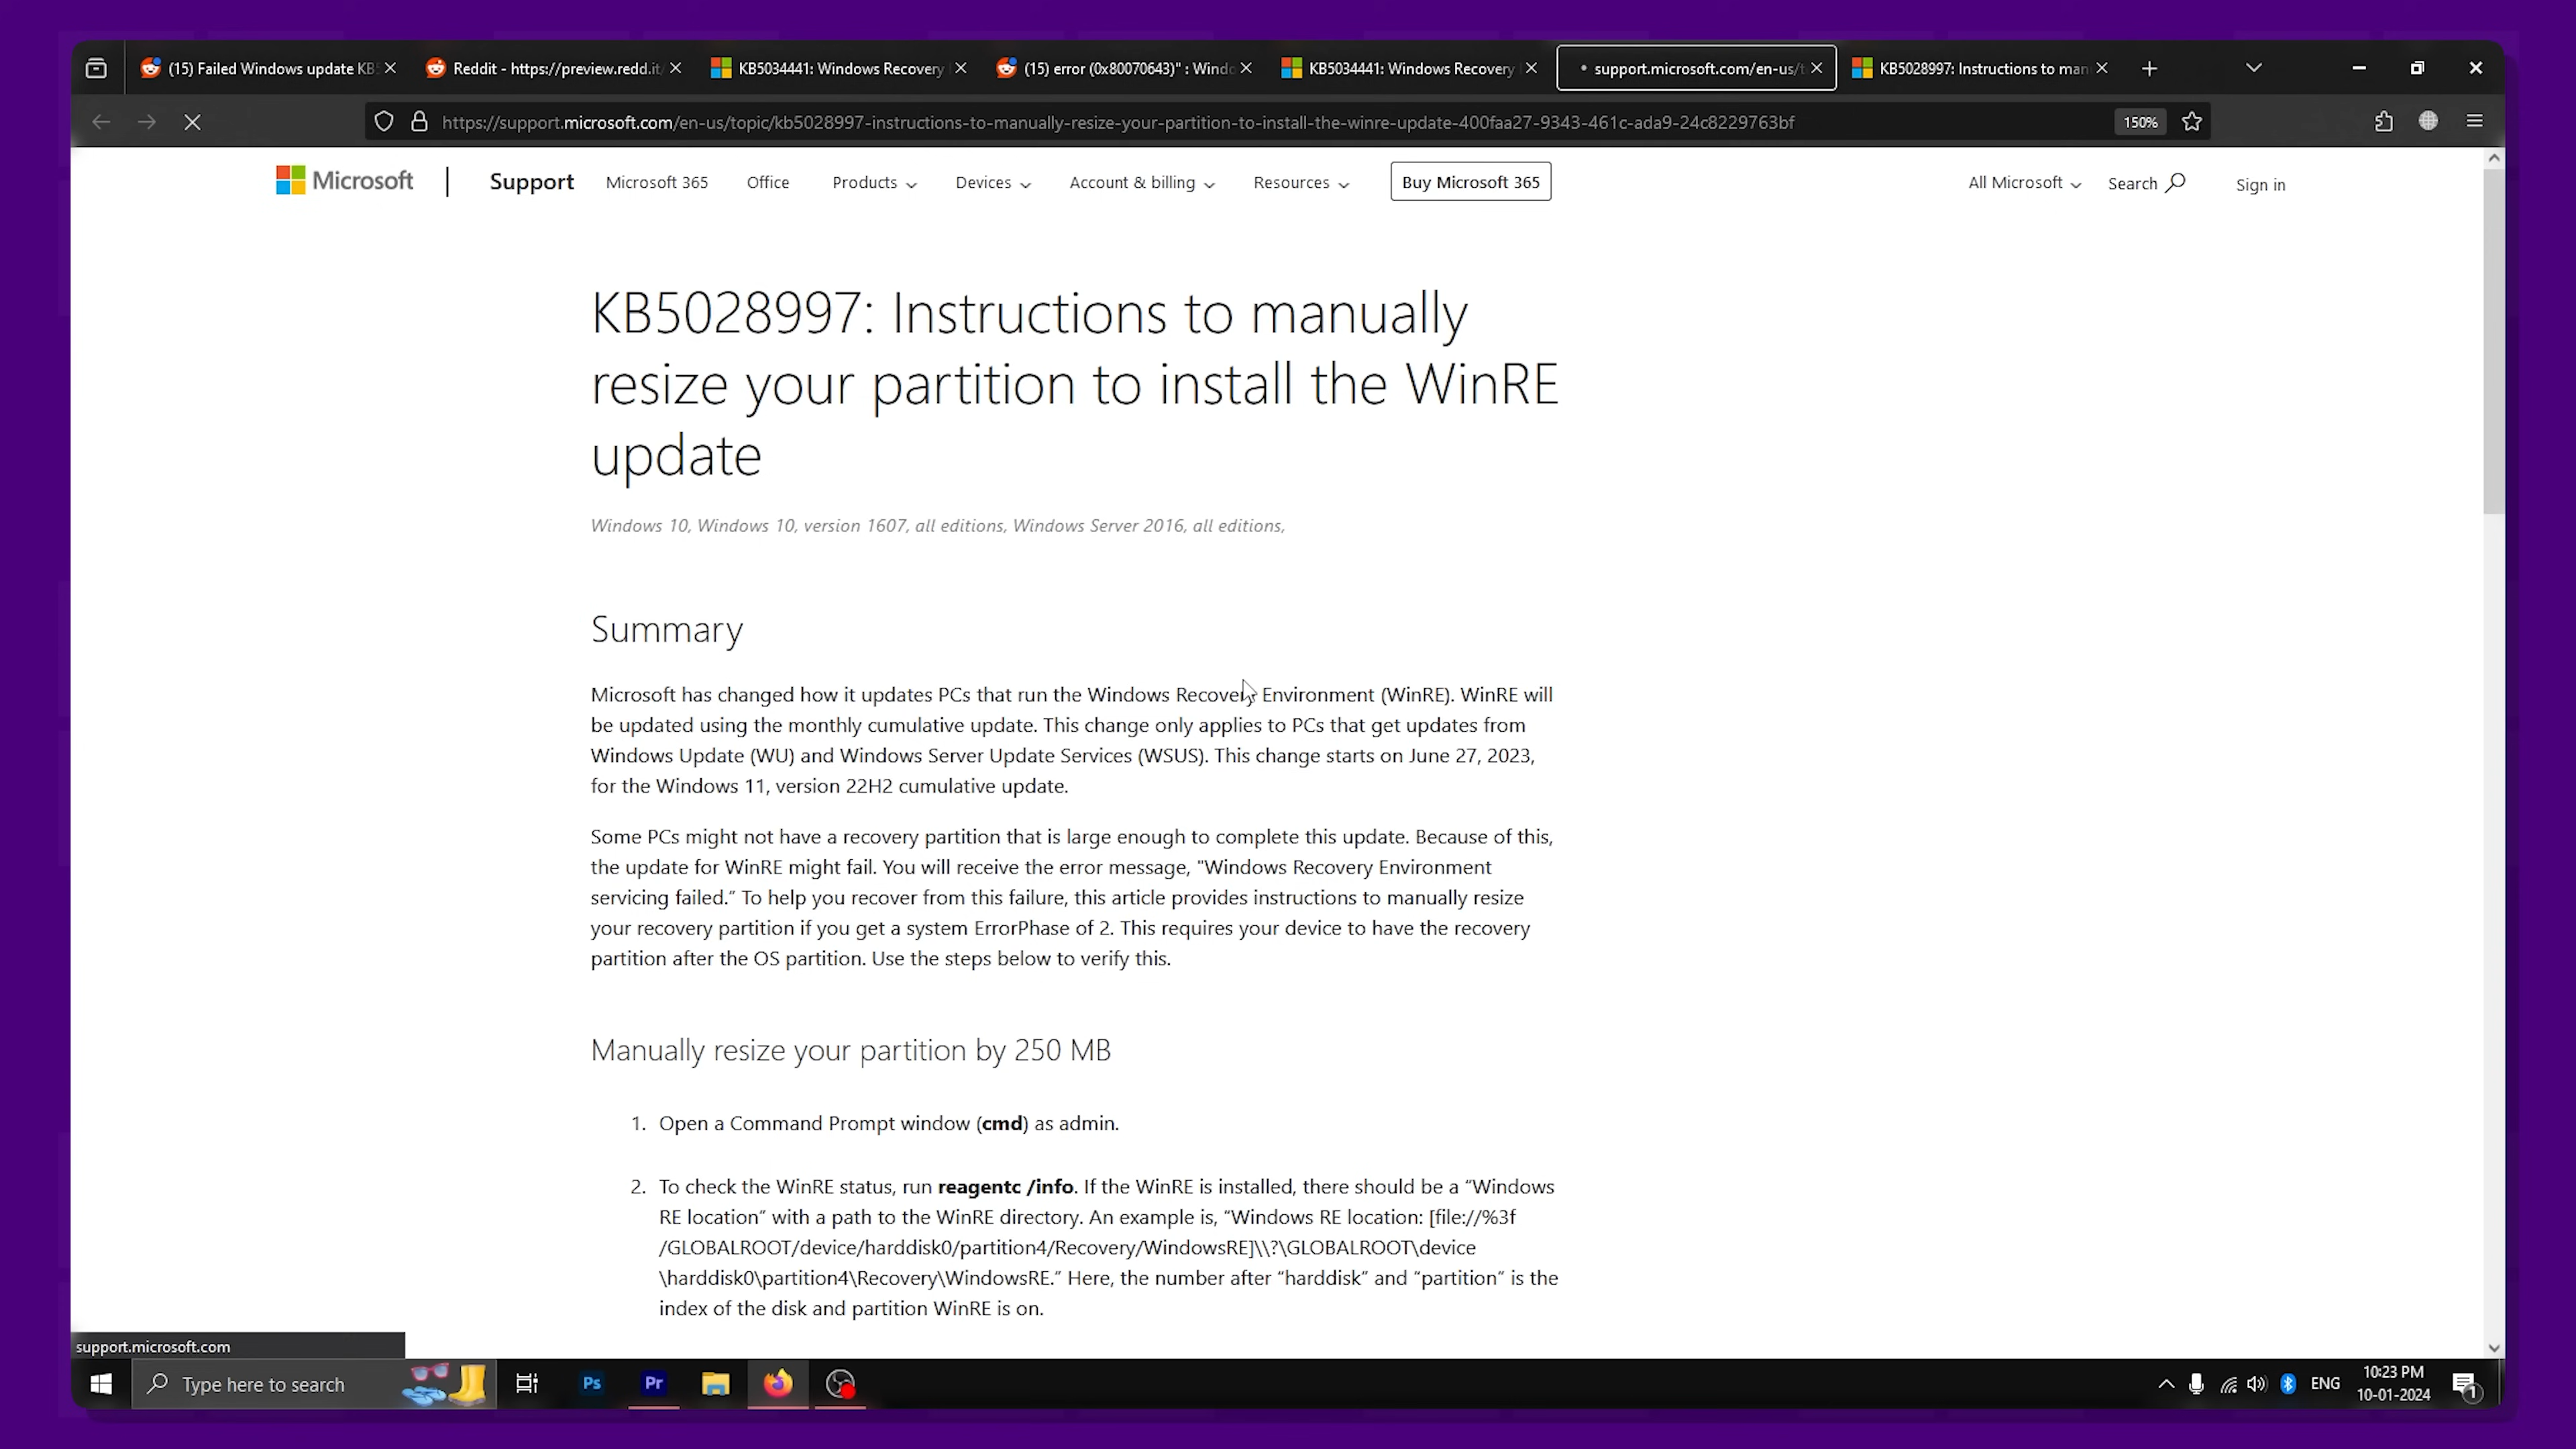 (15) Failed Windows update KB5
Reddit - https://preview.redd.it/
KB5034441: Windows Recovery
(15) error (0x80070643)" : Windo
KB5034441: Windows Recovery
support.microsoft.com/en-us/t
KB5028997: Instructions to man
https://support.microsoft.com/en-us/topic/kb5028997-instructions-to-manually-resize-your-partition-to-install-the-winre-update-400faa27-9343-461c-ada9-24c8229763bf
150%
Microsoft
Support
Microsoft 365
Office
Products
Devices
Account & billing
Resources
Buy Microsoft 365
All Microsoft
Search
Sign in
KB5028997: Instructions to manually
resize your partition to install the WinRE
update
Windows 10, Windows 10, version 1607, all editions, Windows Server 2016, all editions,
Summary
Microsoft has changed how it updates PCs that run the Windows Recovery Environment (WinRE). WinRE will
be updated using the monthly cumulative update. This change only applies to PCs that get updates from
Windows Update (WU) and Windows Server Update Services (WSUS). This change starts on June 27, 2023,
for the Windows 11, version 22H2 cumulative update.
Some PCs might not have a recovery partition that is large enough to complete this update. Because of this,
the update for WinRE might fail. You will receive the error message, "Windows Recovery Environment
servicing failed.” To help you recover from this failure, this article provides instructions to manually resize
your recovery partition if you get a system ErrorPhase of 2. This requires your device to have the recovery
partition after the OS partition. Use the steps below to verify this.
Manually resize your partition by 250 MB
1. Open a Command Prompt window (cmd) as admin.
2. To check the WinRE status, run reagentc /info. If the WinRE is installed, there should be a “Windows
RE location” with a path to the WinRE directory. An example is, “Windows RE location: [file://%3f
/GLOBALROOT/device/harddisk0/partition4/Recovery/WindowsRE]\\?\GLOBALROOT\device
\harddisk0\partition4\Recovery\WindowsRE.” Here, the number after “harddisk” and “partition” is the
index of the disk and partition WinRE is on.
support.microsoft.com
Type here to search
Ps
Pr
ENG
10:23 PM
10-01-2024
1